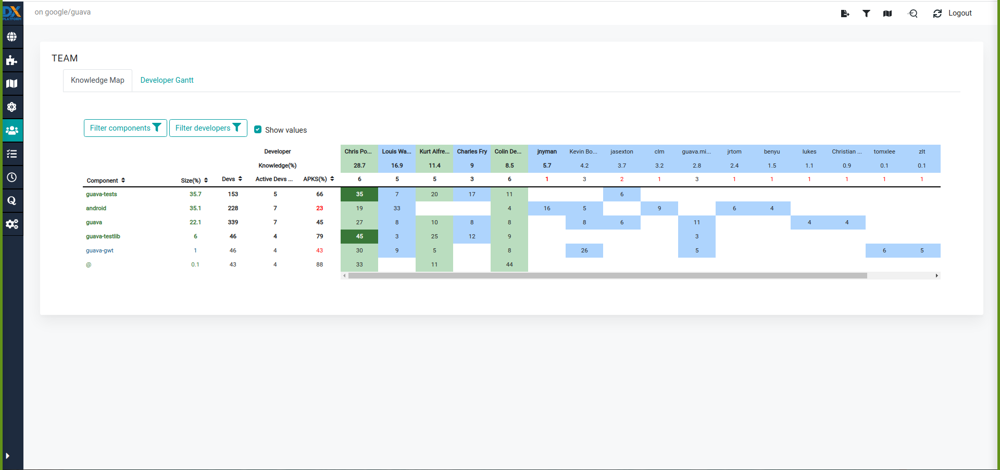 DX
PLATFORM
on google/guava
Logout
TEAM
Knowledge Map Developer Gantt
Filter components Filter developers Show values
Developer Chris Po... Louis Wa... Kurt Alfre... Charles Fry Colin De... jnyman Kevin Bo... jasexton clm guava.mi... jrtom benyu lukes Christian ... tomxlee zlt
Knowledge(%) 28.7 16.9 11.4 9 8.5 5.7 4.2 3.7 3.2 2.8 2.4 1.5 1.1 0.9 0.1 0.1
Component Size(%) Devs Active Devs ... APKS(%) 6 5 5 3 6 1 3 2 1 3 1 1 1 1 1 1
guava-tests 35.7 153 5 66 35 7 20 17 11 6
android 35.1 228 7 23 19 33 4 16 5 9 6 4
guava 22.1 339 7 45 27 8 10 8 8 8 6 11 4 4
guava-testlib 6 46 4 79 45 3 25 12 9 3
guava-gwt 1 46 4 43 30 9 5 8 26 5 6 5
@ 0.1 43 4 88 33 11 44